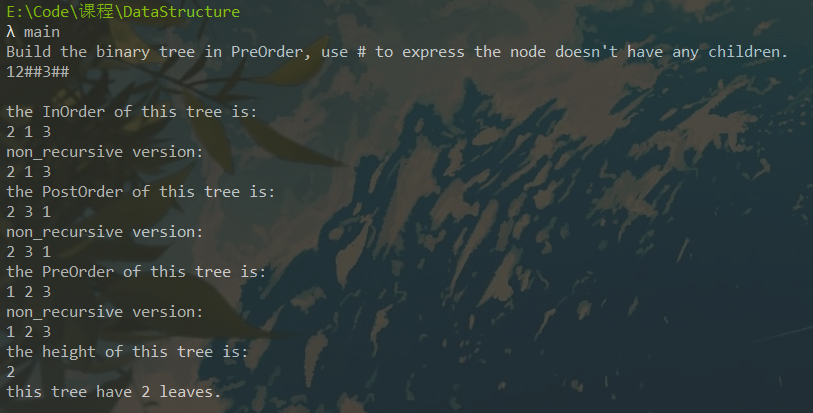 E:\Code\课程\DataStructure
λ main
Build the binary tree in PreOrder, use # to express the node doesn't have any children.
12##3##
the InOrder of this tree is:
2 1 3
non_recursive version:
2 1 3
the PostOrder of this tree is:
2 3 1
non_recursive version:
2 3 1
the PreOrder of this tree is:
1 2 3
non_recursive version:
1 2 3
the height of this tree is:
2
this tree have 2 leaves.